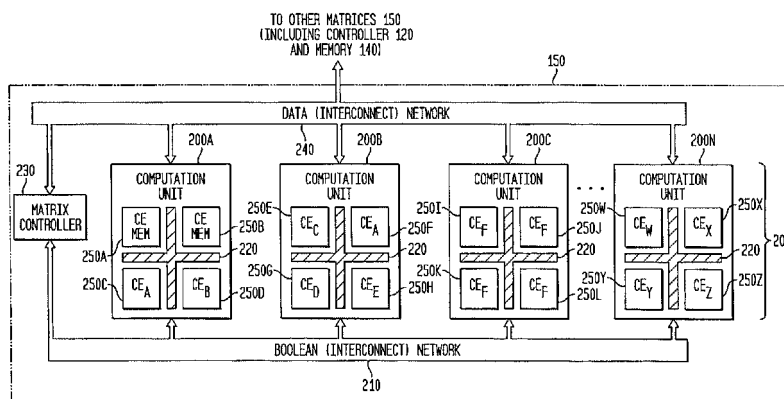 TO OTHER MATRICES 150
(INCLUDING CONTROLLER 120
AND MEMORY 140)
150
DATA (INTERCONNECT) NETWORK
240
230
MATRIX
CONTROLLER
200A
COMPUTATION
UNIT
CE
MEM
CE
MEM
250A
250B
220
250C
CE_A
CE_B
250D
200B
COMPUTATION
UNIT
250E
CE_C
CE_A
250F
220
250G
CE_D
CE_E
250H
200C
COMPUTATION
UNIT
250I
CE_F
CE_F
250J
220
250K
CE_F
CE_F
250L
....
200N
COMPUTATION
UNIT
250W
CE_W
CE_X
250X
220
250Y
CE_Y
CE_Z
250Z
BOOLEAN (INTERCONNECT) NETWORK
210